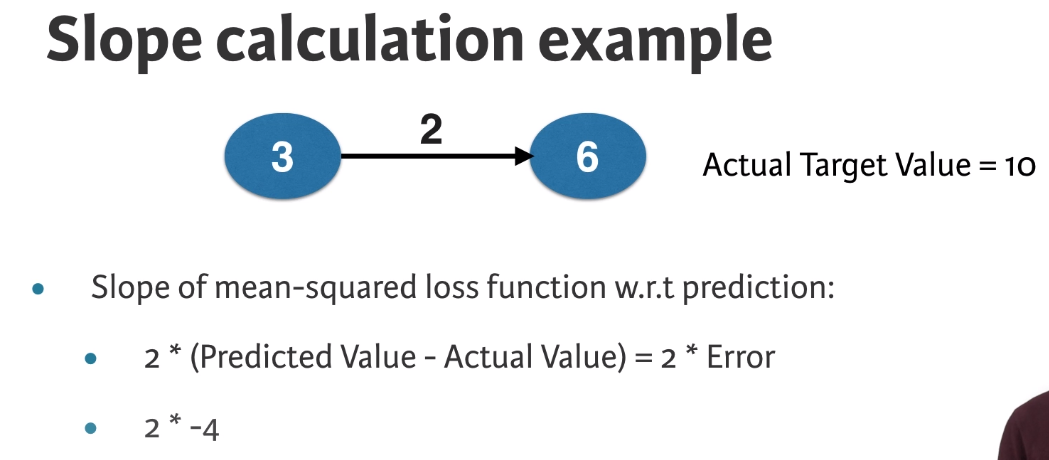 Slope calculation example
2
3
6
Actual Target Value = 10
• Slope of mean-squared loss function w.r.t prediction:
• 2 * (Predicted Value - Actual Value) = 2 * Error
• 2 * -4